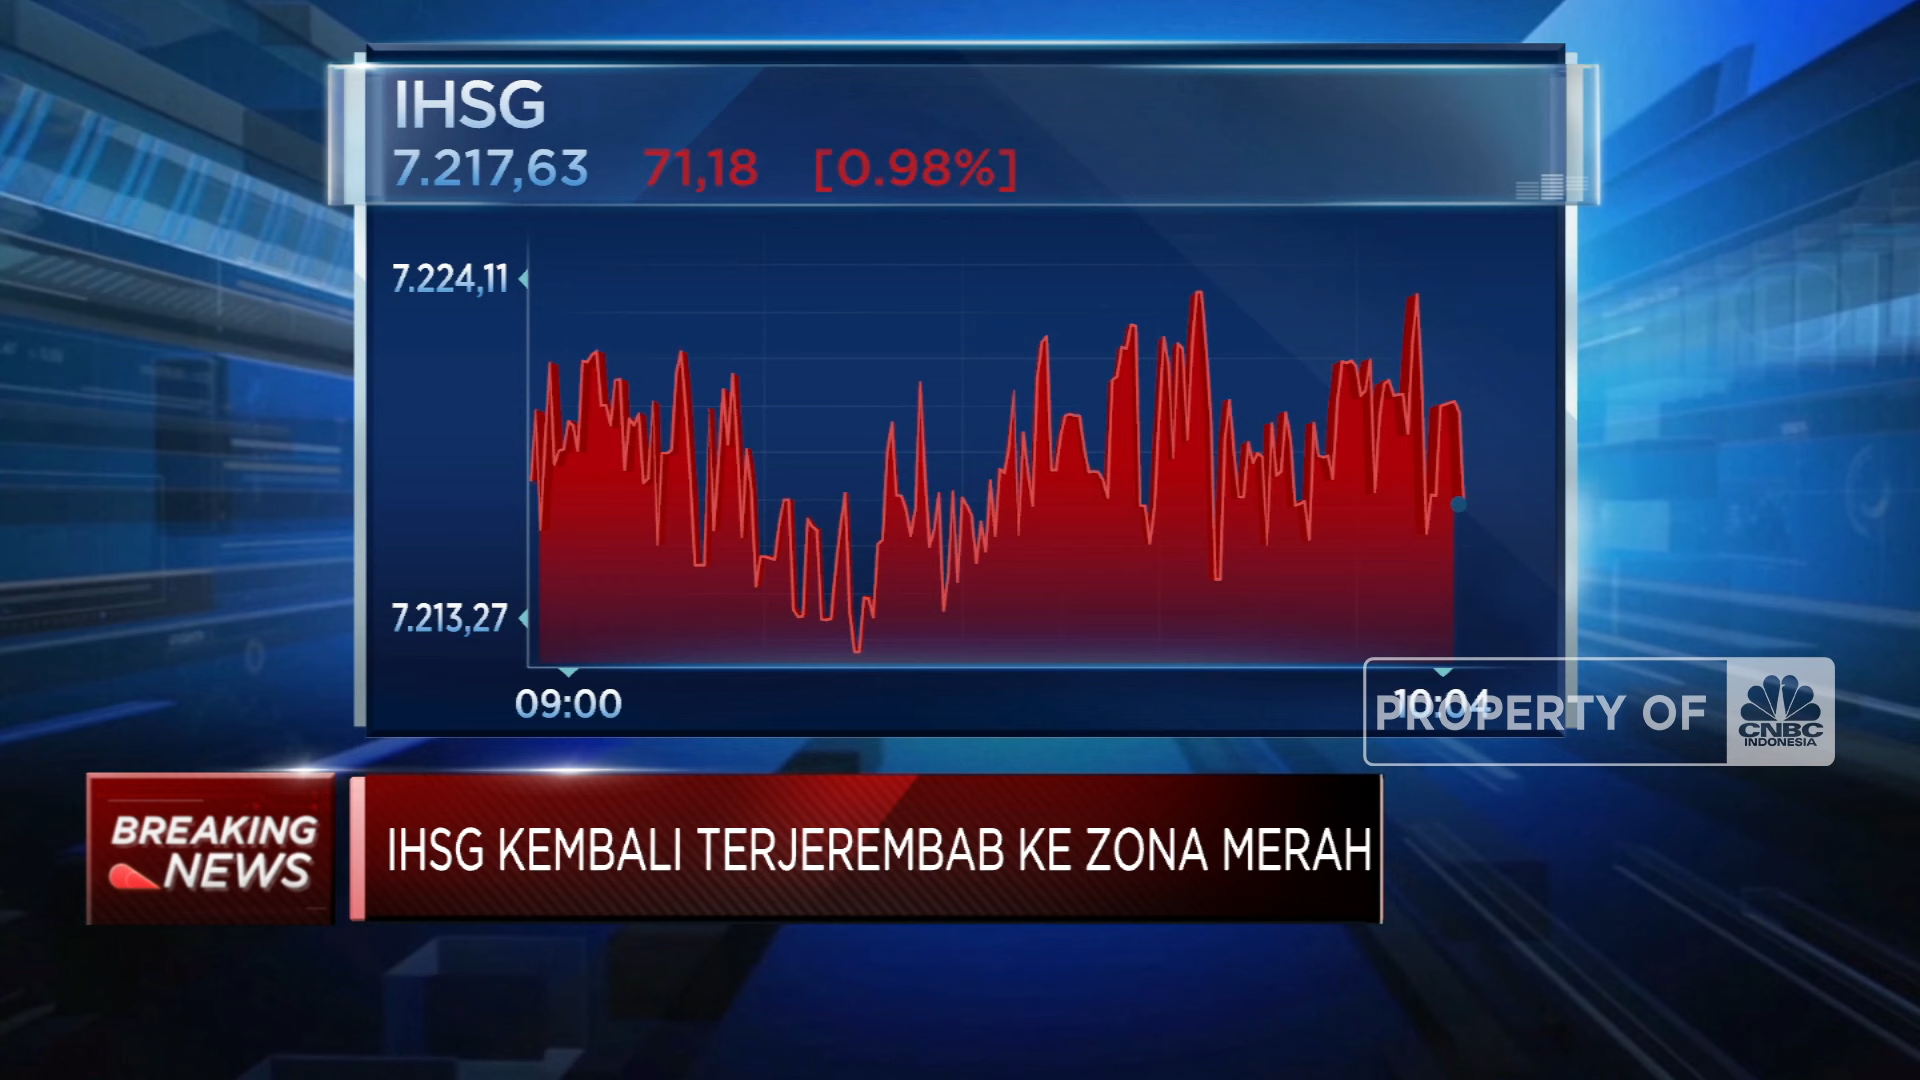 IHSG
7.217,63 71,18 [0.98%]
7.224,11
7.213,27
09:00 10:04
PROPERTY OF CNBC INDONESIA
BREAKING NEWS
IHSG KEMBALI TERJEREMBAB KE ZONA MERAH